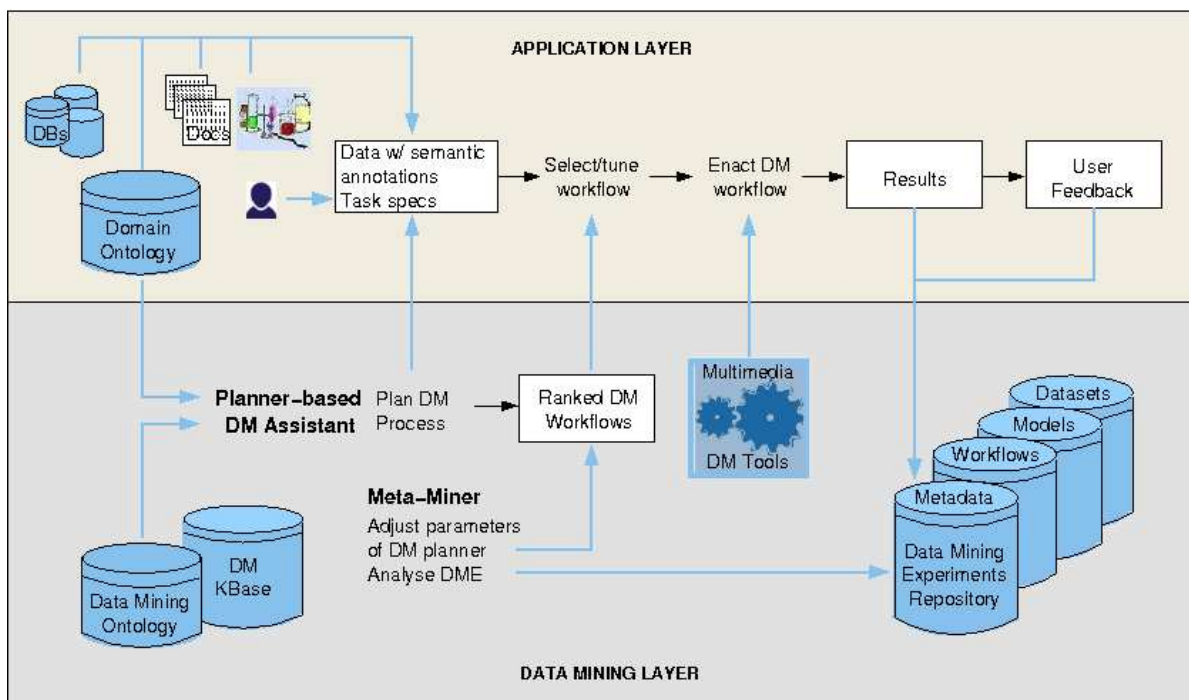 APPLICATION LAYER
DBs
Docs
Data w/ semantic
annotations
Task specs
Select/tune
workflow
Enact DM
workflow
Results
User
Feedback
Domain
Ontology
Planner-based
DM Assistant
Plan DM
Process
Ranked DM
Workflows
Multimedia
DM Tools
Datasets
Models
Workflows
Metadata
Data Mining
Experiments
Repository
Meta-Miner
Adjust parameters
of DM planner
Analyse DME
DM
KBase
Data Mining
Ontology
DATA MINING LAYER